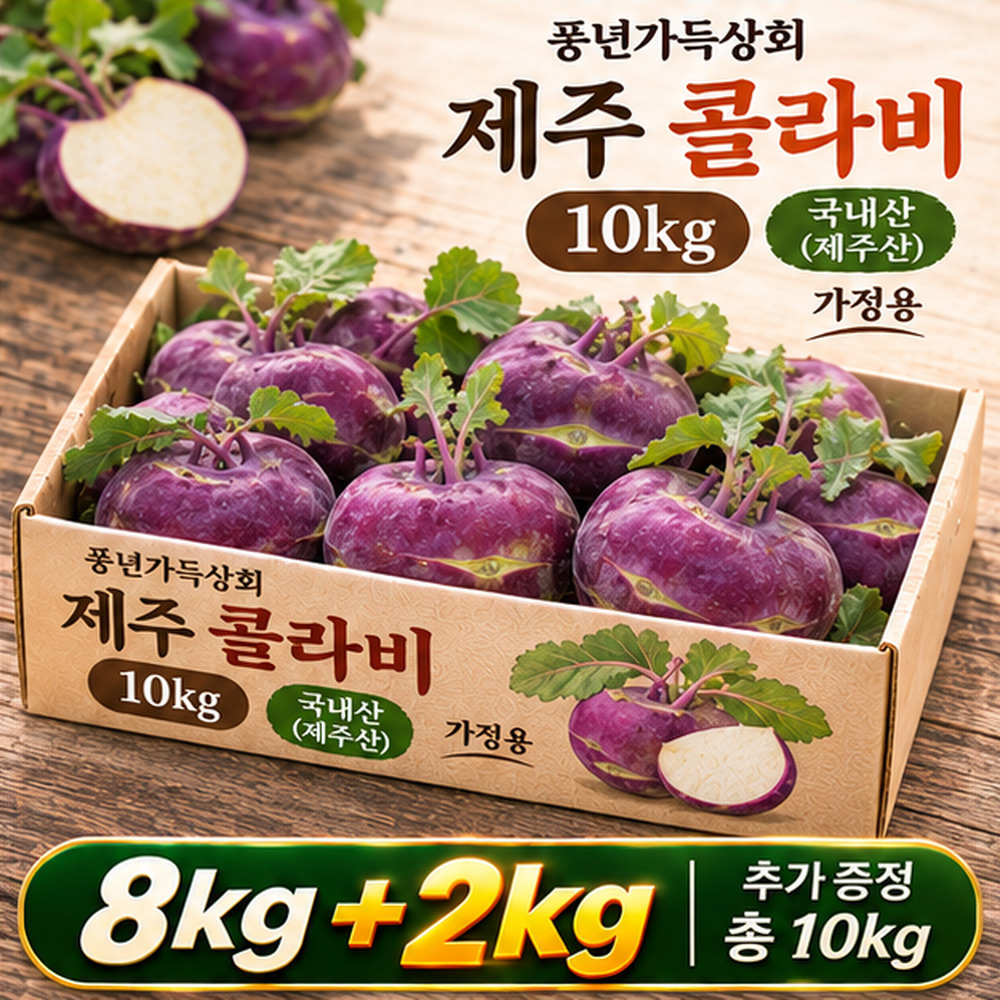 풍년가득상회
제주 콜라비
10kg
국내산
(제주산)
가정용
풍년가득상회
제주 콜라비
10kg
국내산
(제주산)
가정용
8kg+2kg
추가 증정
총 10kg